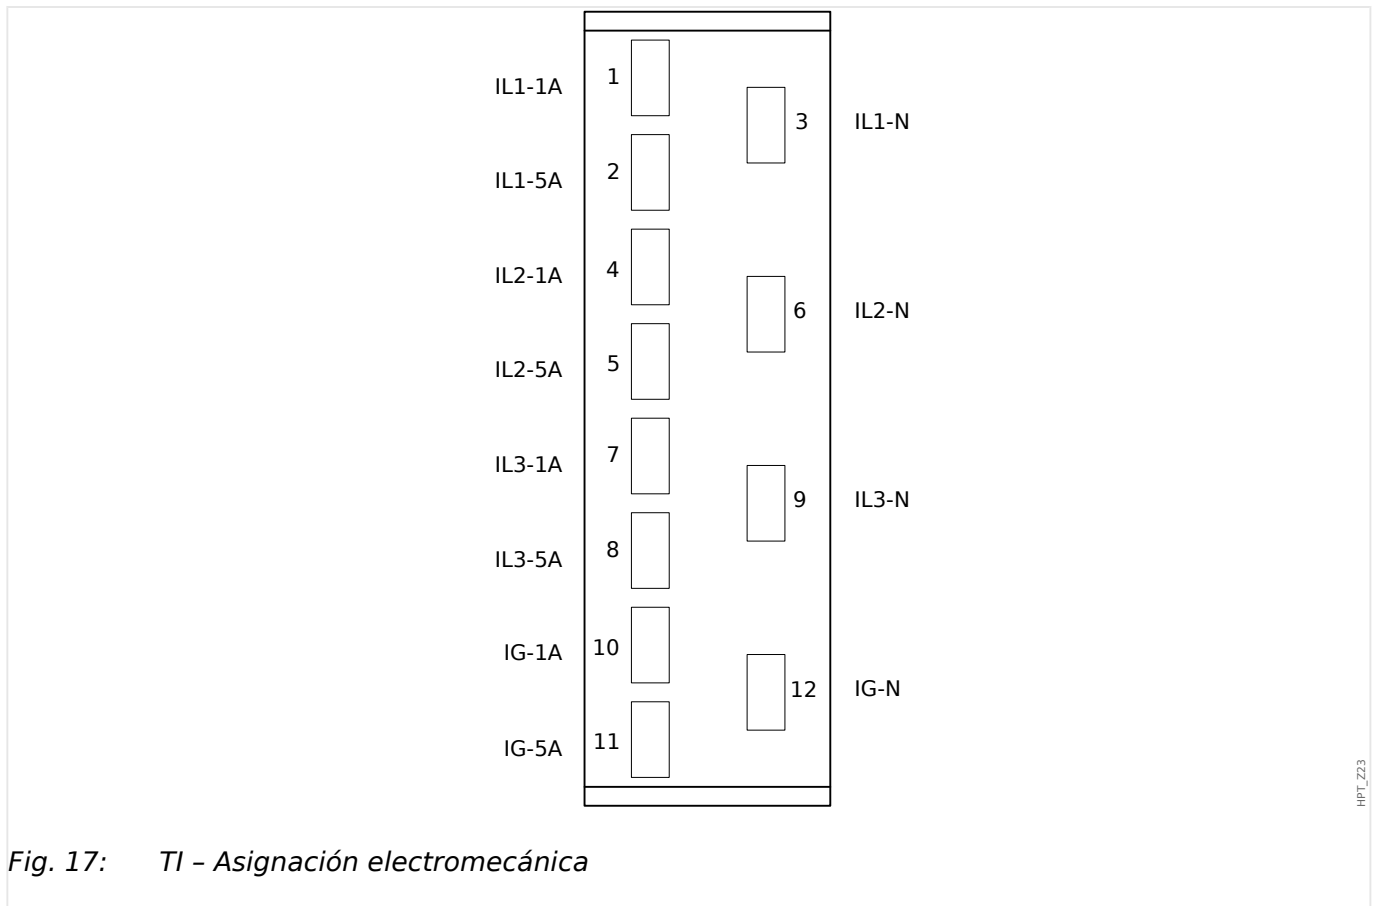 IL1-1A 1
3 IL1-N
IL1-5A 2
IL2-1A 4
6 IL2-N
IL2-5A 5
IL3-1A 7
9 IL3-N
IL3-5A 8
IG-1A 10
12 IG-N
IG-5A 11
HPT_Z23
Fig. 17: TI – Asignación electromecánica